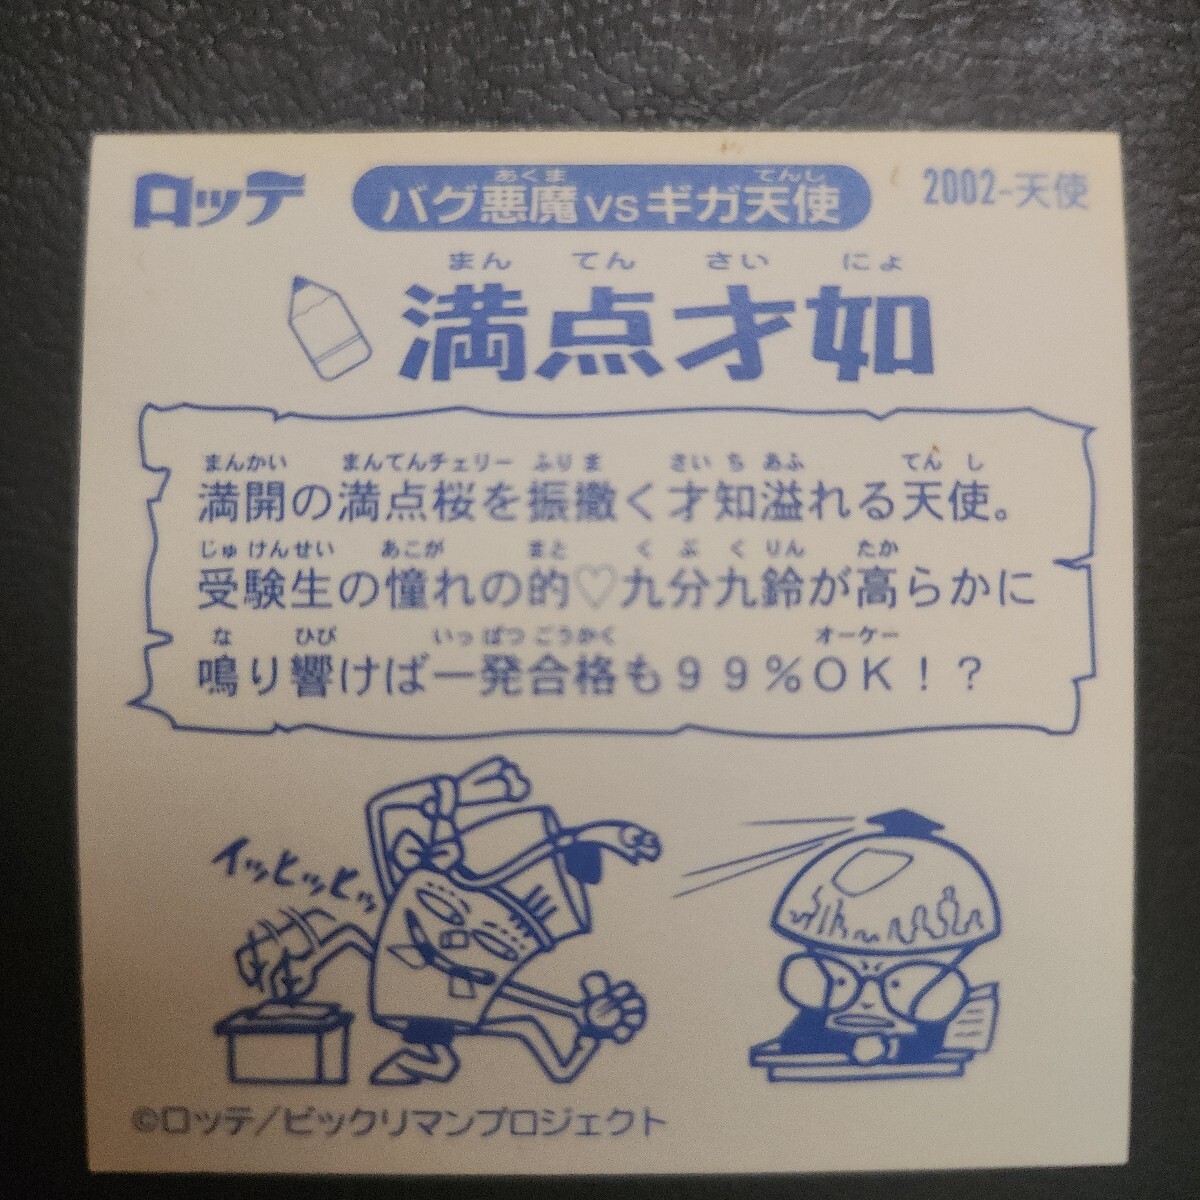 ロッテ
あくま てんし
バグ悪魔vsギガ天使
2002-天使
まん てん さい にょ
満点才如
まんかい まんてんチェリー ふりま さいち あふ てんし
満開の満点桜を振撒く才知溢れる天使。
じゅけんせい あこが まと くぶくりん たか
受験生の憧れの的♡九分九鈴が高らかに
な ひび いっぱつごうかく オーケー
鳴り響けば一発合格も99%OK!?
イッヒッヒッ
©ロッテ/ビックリマンプロジェクト